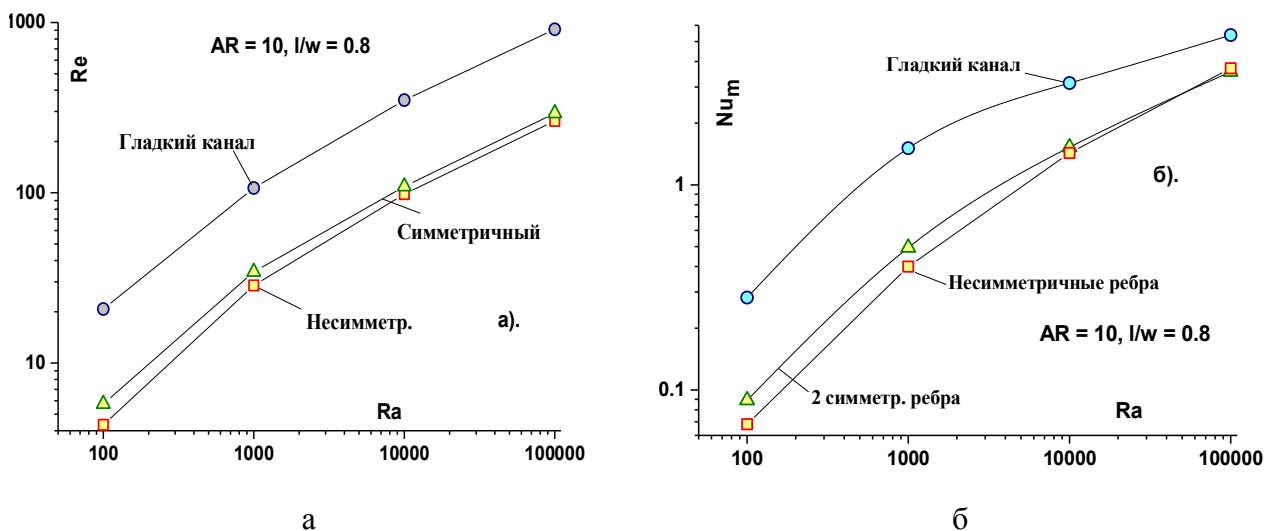 1000
AR = 10, l/w = 0.8
Re
Гладкий канал
100
Симметричный
Несимметр.
а).
10
Ra
100
1000
10000
100000
а
Гладкий канал
Nu m
1
б).
Несимметричные ребра
AR = 10, l/w = 0.8
0.1
2 симметр. ребра
Ra
100
1000
10000
100000
б